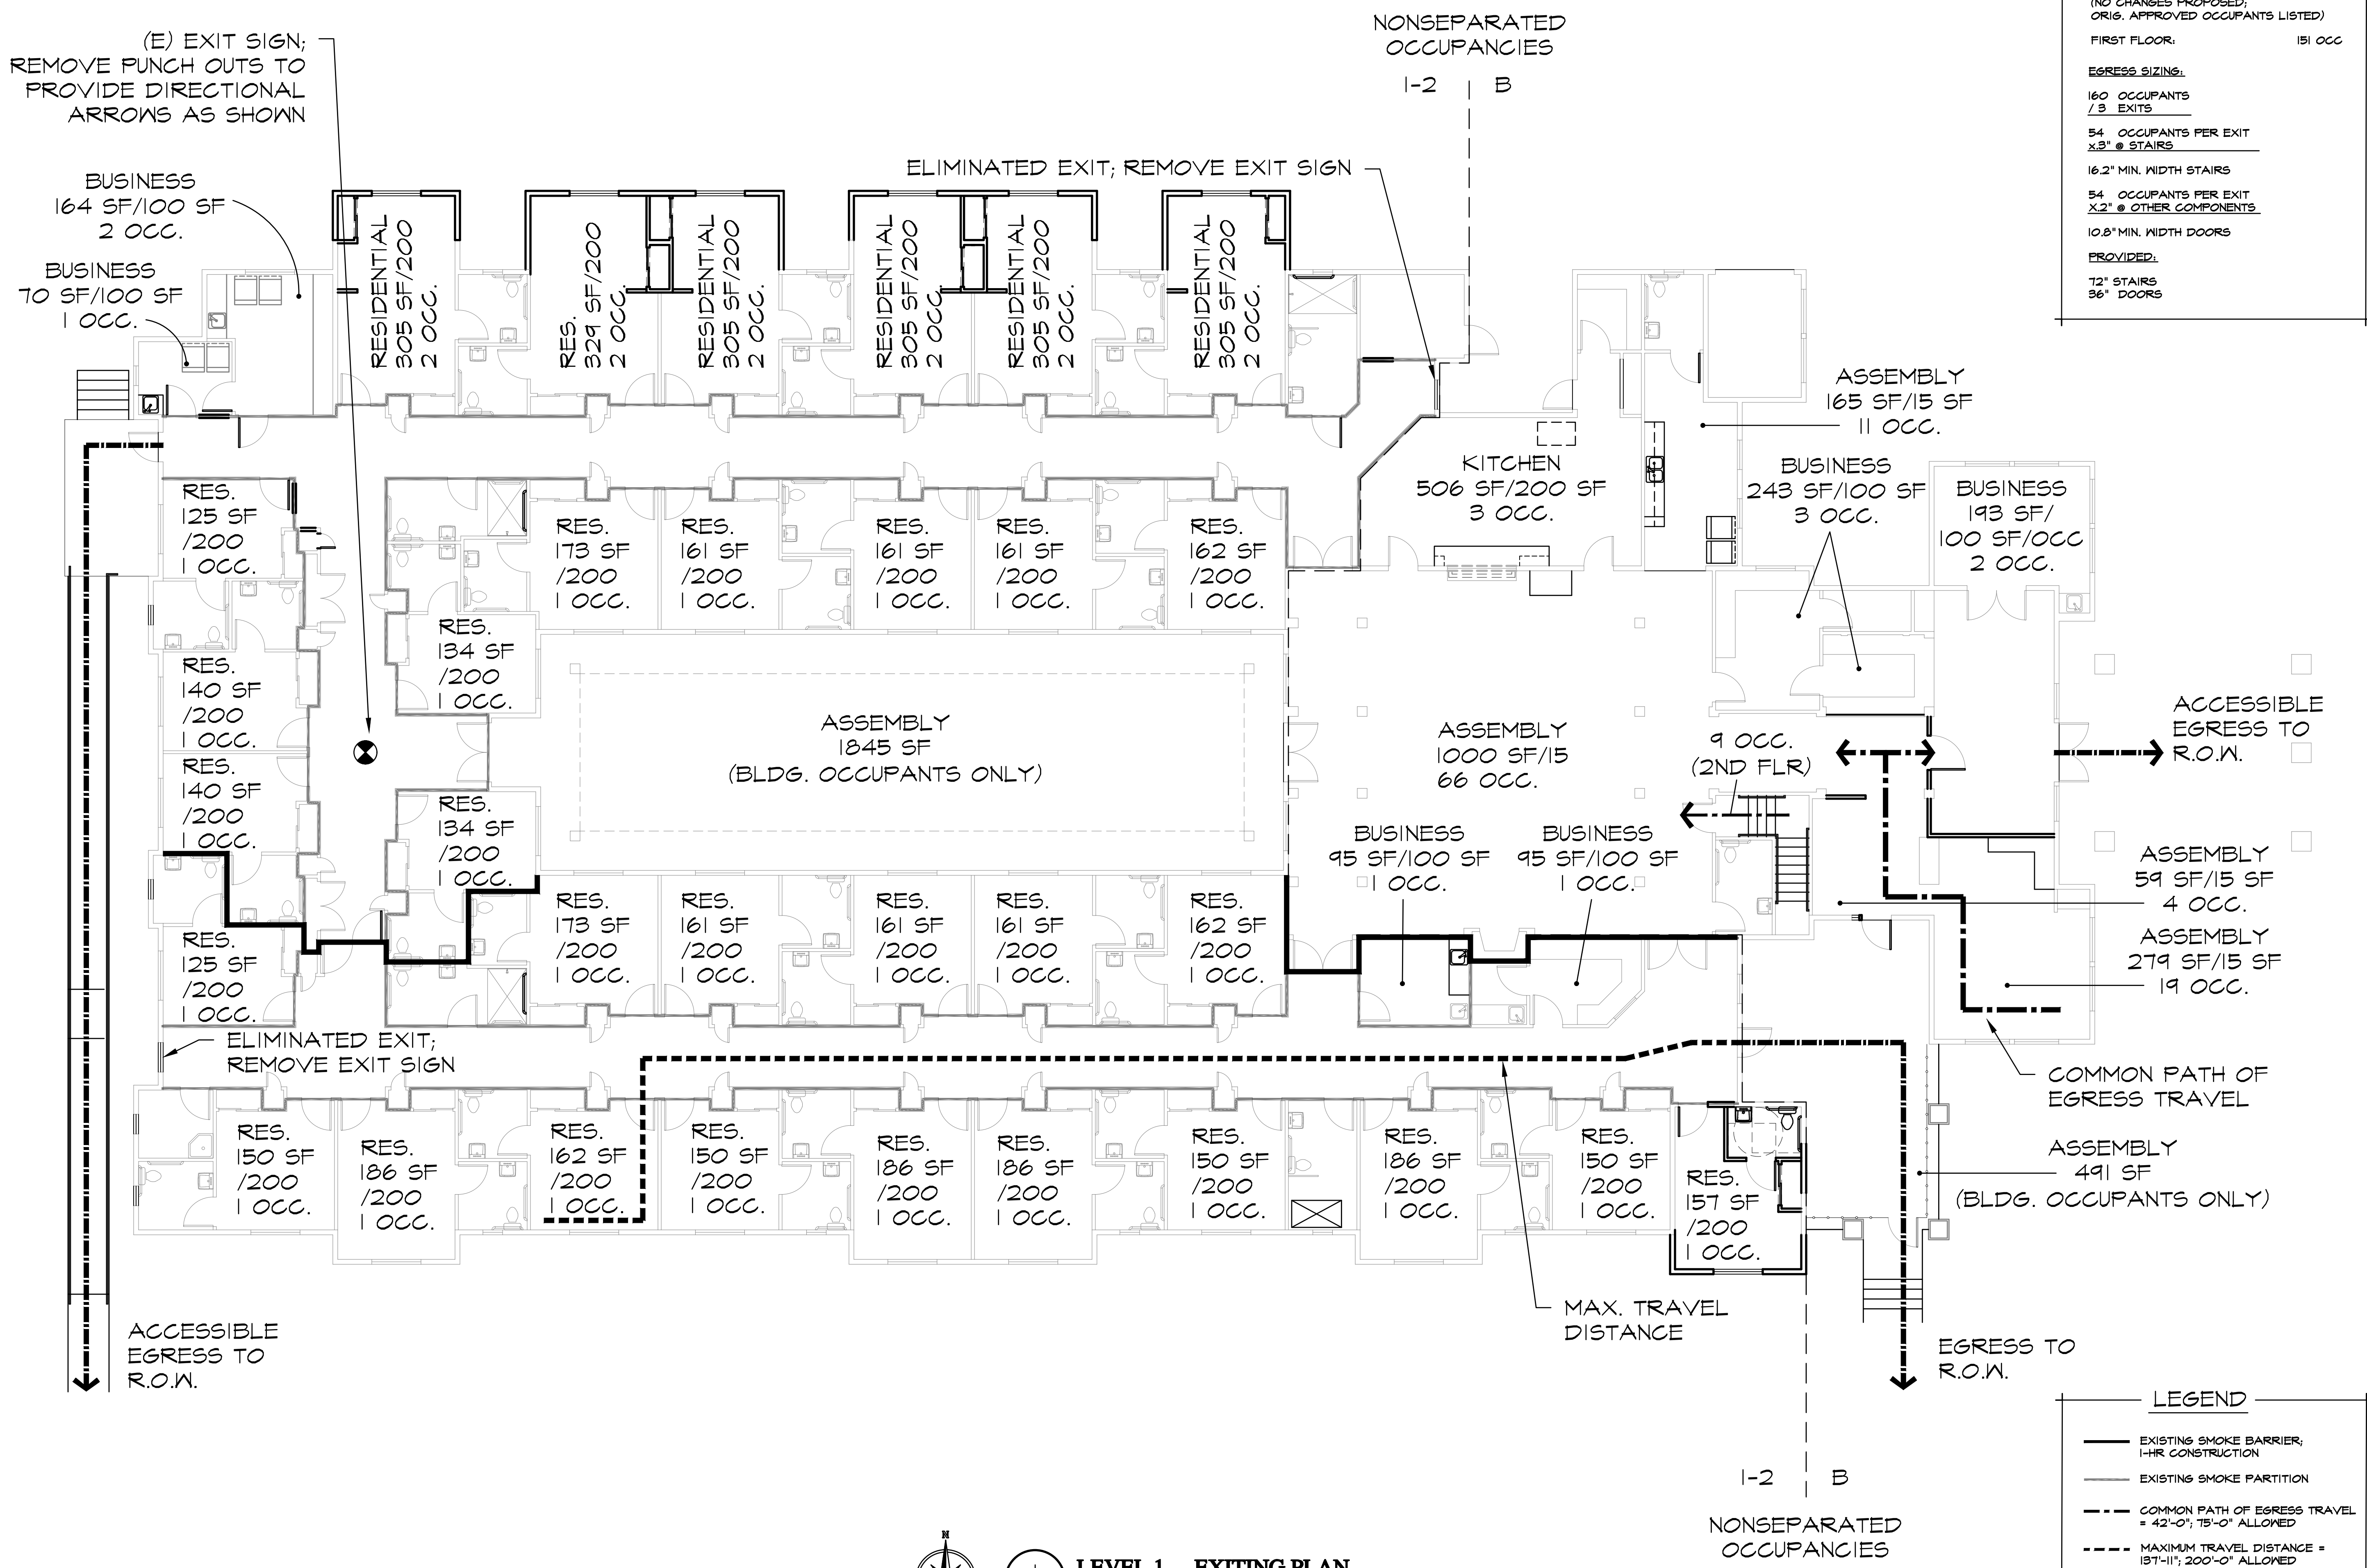 (E) EXIT SIGN;
REMOVE PUNCH OUTS TO
PROVIDE DIRECTIONAL
ARROWS AS SHOWN
NONSEPARATED
OCCUPANCIES
I-2
B
(NO CHANGES PROPOSED;
ORIG. APPROVED OCCUPANTS LISTED)
FIRST FLOOR: 151 OCC
EGRESS SIZING:
160 OCCUPANTS
/ 3 EXITS
54 OCCUPANTS PER EXIT
x.3" @ STAIRS
16.2" MIN. WIDTH STAIRS
54 OCCUPANTS PER EXIT
X.2" @ OTHER COMPONENTS
10.8" MIN. WIDTH DOORS
PROVIDED:
72" STAIRS
36" DOORS
ELIMINATED EXIT; REMOVE EXIT SIGN
BUSINESS
164 SF/100 SF
2 OCC.
BUSINESS
70 SF/100 SF
1 OCC.
RESIDENTIAL
305 SF/200
2 OCC.
RES.
329 SF/200
2 OCC.
RESIDENTIAL
305 SF/200
2 OCC.
RESIDENTIAL
305 SF/200
2 OCC.
RESIDENTIAL
305 SF/200
2 OCC.
RESIDENTIAL
305 SF/200
2 OCC.
ASSEMBLY
165 SF/15 SF
11 OCC.
KITCHEN
506 SF/200 SF
3 OCC.
BUSINESS
243 SF/100 SF
3 OCC.
BUSINESS
193 SF/
100 SF/OCC
2 OCC.
RES.
125 SF
/200
1 OCC.
RES.
173 SF
/200
1 OCC.
RES.
161 SF
/200
1 OCC.
RES.
161 SF
/200
1 OCC.
RES.
161 SF
/200
1 OCC.
RES.
162 SF
/200
1 OCC.
RES.
134 SF
/200
1 OCC.
RES.
140 SF
/200
1 OCC.
RES.
140 SF
/200
1 OCC.
ASSEMBLY
1845 SF
(BLDG. OCCUPANTS ONLY)
ASSEMBLY
1000 SF/15
66 OCC.
9 OCC.
(2ND FLR)
ACCESSIBLE
EGRESS TO
R.O.W.
RES.
134 SF
/200
1 OCC.
BUSINESS
95 SF/100 SF
1 OCC.
BUSINESS
95 SF/100 SF
1 OCC.
ASSEMBLY
59 SF/15 SF
4 OCC.
ASSEMBLY
279 SF/15 SF
19 OCC.
RES.
125 SF
/200
1 OCC.
RES.
173 SF
/200
1 OCC.
RES.
161 SF
/200
1 OCC.
RES.
161 SF
/200
1 OCC.
RES.
161 SF
/200
1 OCC.
RES.
162 SF
/200
1 OCC.
ELIMINATED EXIT;
REMOVE EXIT SIGN
COMMON PATH OF
EGRESS TRAVEL
RES.
150 SF
/200
1 OCC.
RES.
186 SF
/200
1 OCC.
RES.
162 SF
/200
1 OCC.
RES.
150 SF
/200
1 OCC.
RES.
186 SF
/200
1 OCC.
RES.
186 SF
/200
1 OCC.
RES.
150 SF
/200
1 OCC.
RES.
186 SF
/200
1 OCC.
RES.
150 SF
/200
1 OCC.
RES.
157 SF
/200
1 OCC.
ASSEMBLY
491 SF
(BLDG. OCCUPANTS ONLY)
MAX. TRAVEL
DISTANCE
ACCESSIBLE
EGRESS TO
R.O.W.
EGRESS TO
R.O.W.
I-2
B
NONSEPARATED
OCCUPANCIES
LEGEND
EXISTING SMOKE BARRIER;
1-HR CONSTRUCTION
EXISTING SMOKE PARTITION
COMMON PATH OF EGRESS TRAVEL
= 42'-0"; 75'-0" ALLOWED
MAXIMUM TRAVEL DISTANCE =
137'-11"; 200'-0" ALLOWED
N
LEVEL 1 EXITING PLAN